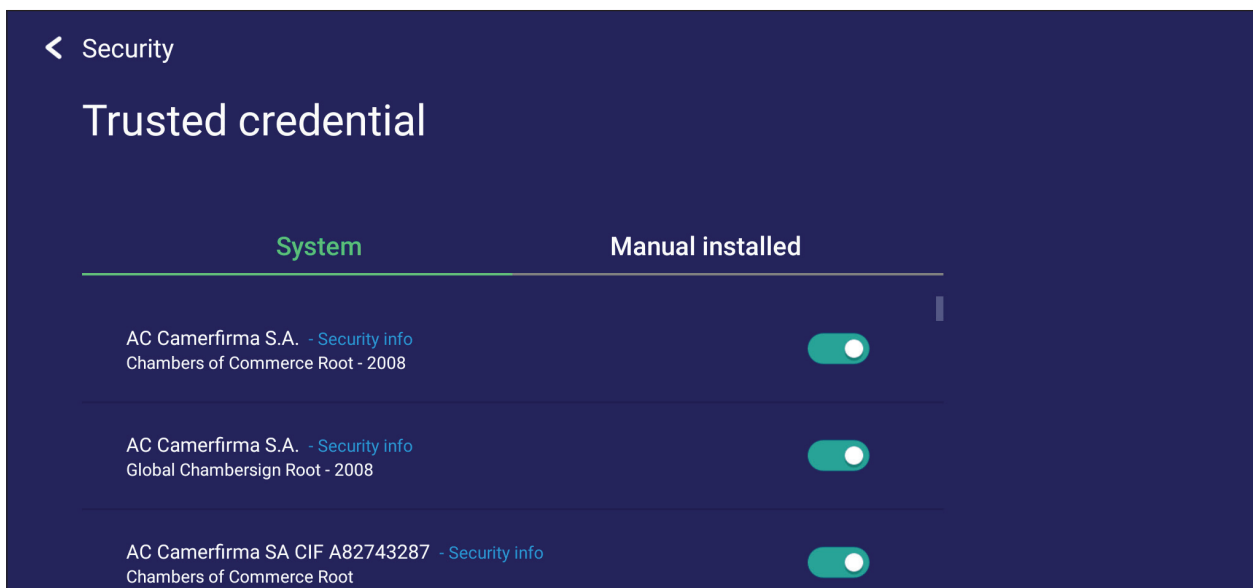 Security
Trusted credential
System
Manual installed
AC Camerfirma S.A. - Security info
Chambers of Commerce Root - 2008
AC Camerfirma S.A. - Security info
Global Chambersign Root - 2008
AC Camerfirma SA CIF A82743287 - Security info
Chambers of Commerce Root